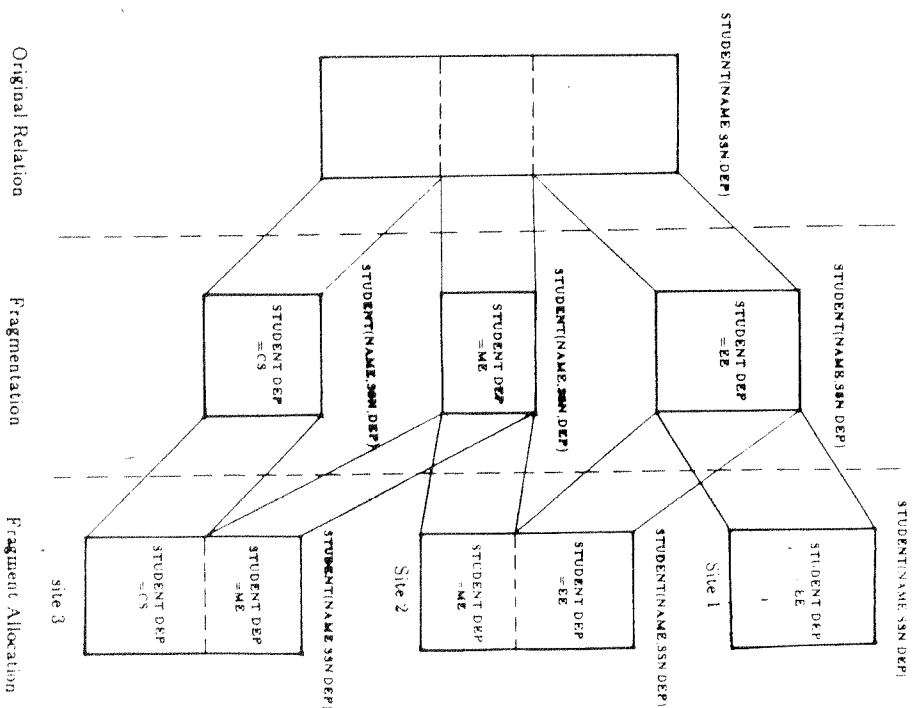 STUDENT(NAME.SSN.DEP)
Original Relation
STUDENT(NAME.SSN DEP)
STUDENT DEP
=EE
STUDENT(NAME.SSN.DEP)
STUDENT DEP
=ME
STUDENT(NAME.SSN.DEP)
STUDENT DEP
=CS
Fragmentation
STUDENT(NAME SSN DEP)
STUDENT DEP
EE
Site 1
STUDENT(NAME.SSN DEP)
STUDENT DEP
=EE
STUDENT DEP
=ME
Site 2
STUDENT(NAME.SSN DEP)
STUDENT DEP
=ME
STUDENT DEP
=CS
site 3
Fragment Allocation